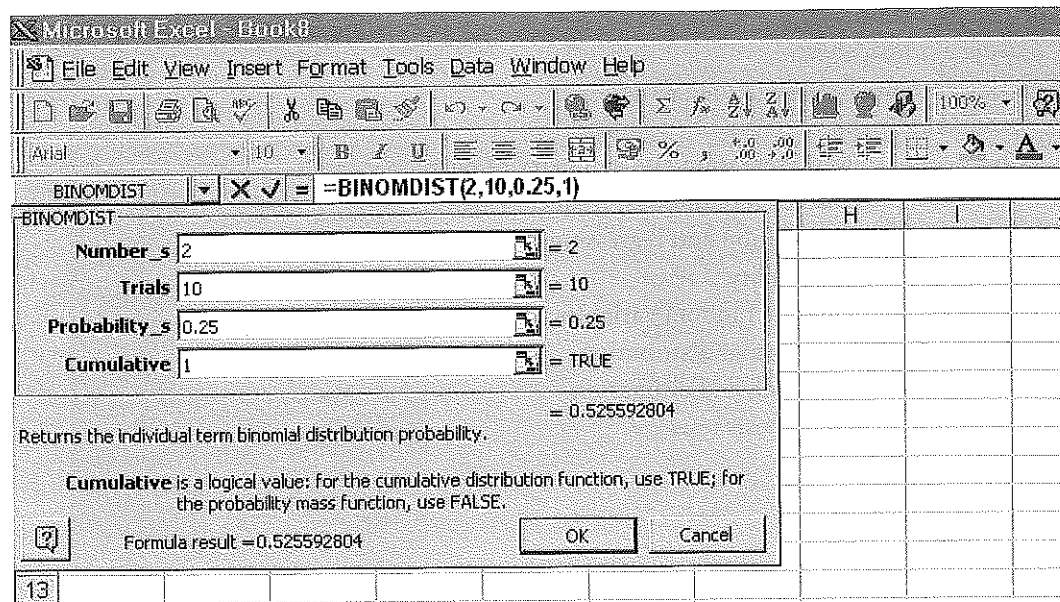 Microsoft Excel - Book8
File Edit View Insert Format Tools Data Window Help
100%
Arial 10 B I U % ,
BINOMDIST = =BINOMDIST(2,10,0.25,1)
BINOMDIST
H I
Number_s 2 = 2
Trials 10 = 10
Probability_s 0.25 = 0.25
Cumulative 1 = TRUE
= 0.525592804
Returns the individual term binomial distribution probability.
Cumulative is a logical value: for the cumulative distribution function, use TRUE; for
the probability mass function, use FALSE.
Formula result =0.525592804
OK Cancel
13